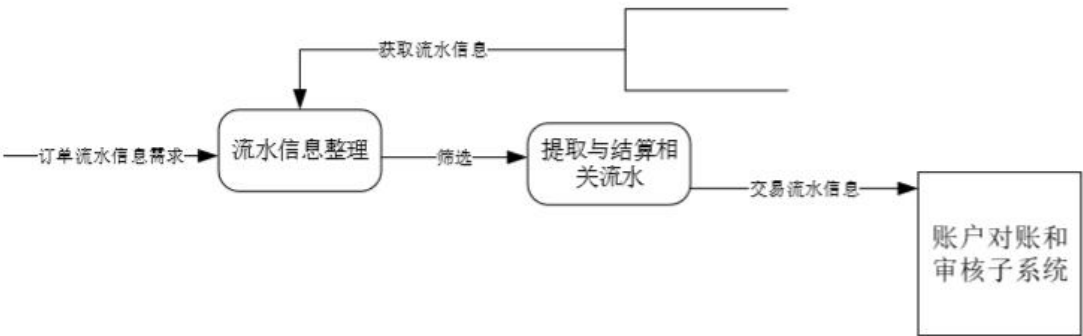 获取流水信息
订单流水信息需求
流水信息整理
筛选
提取与结算相
关流水
交易流水信息
账户对账和
审核子系统